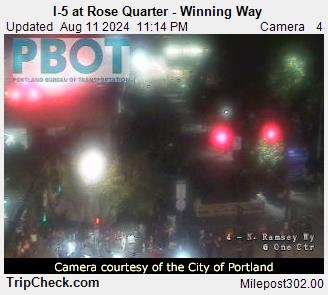 I-5 at Rose Quarter - Winning Way
Updated Aug 11 2024 11:14 PM Camera 4
PBOT
PORTLAND BUREAU OF TRANSPORTATION
4 - N. Ramsey Wy
@ One Ctr
Camera courtesy of the City of Portland
TripCheck.com Milepost302.00